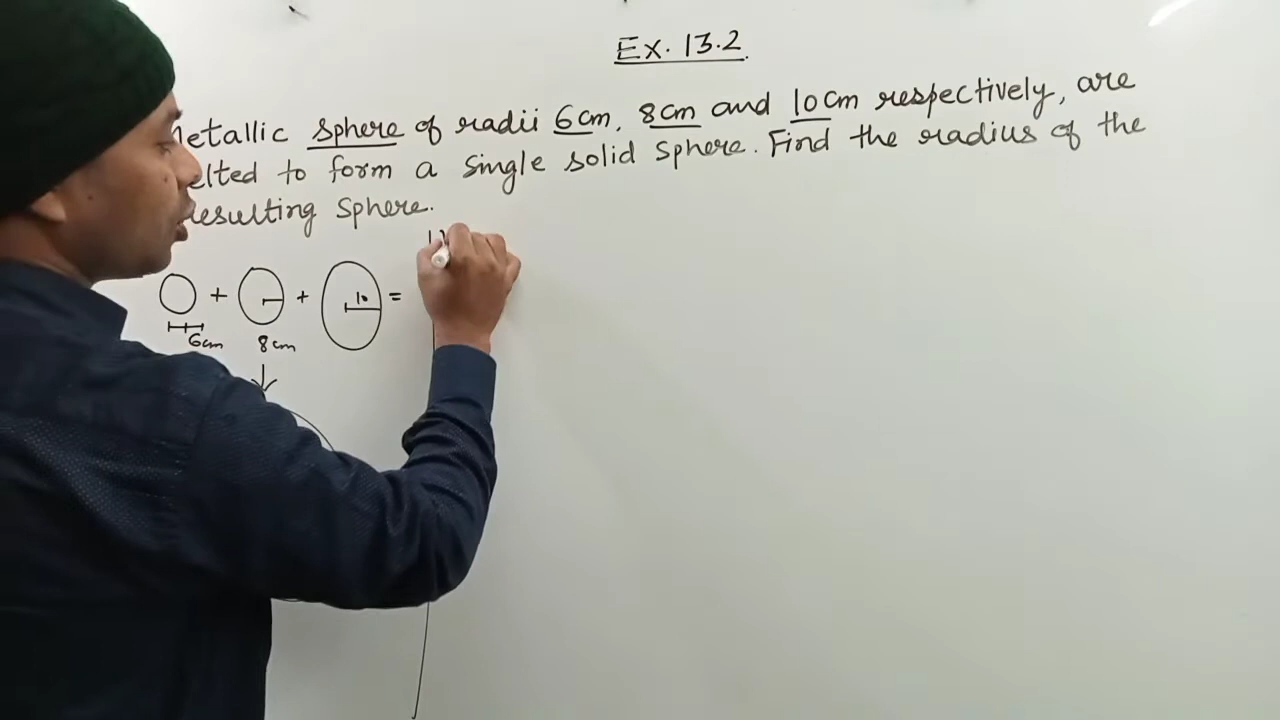 Ex. 13.2
etallic sphere of radii 6cm, 8cm and 10cm respectively, are
elted to form a single solid sphere. Find the radius of the
resulting sphere.
+ + 10 =
6cm 8cm